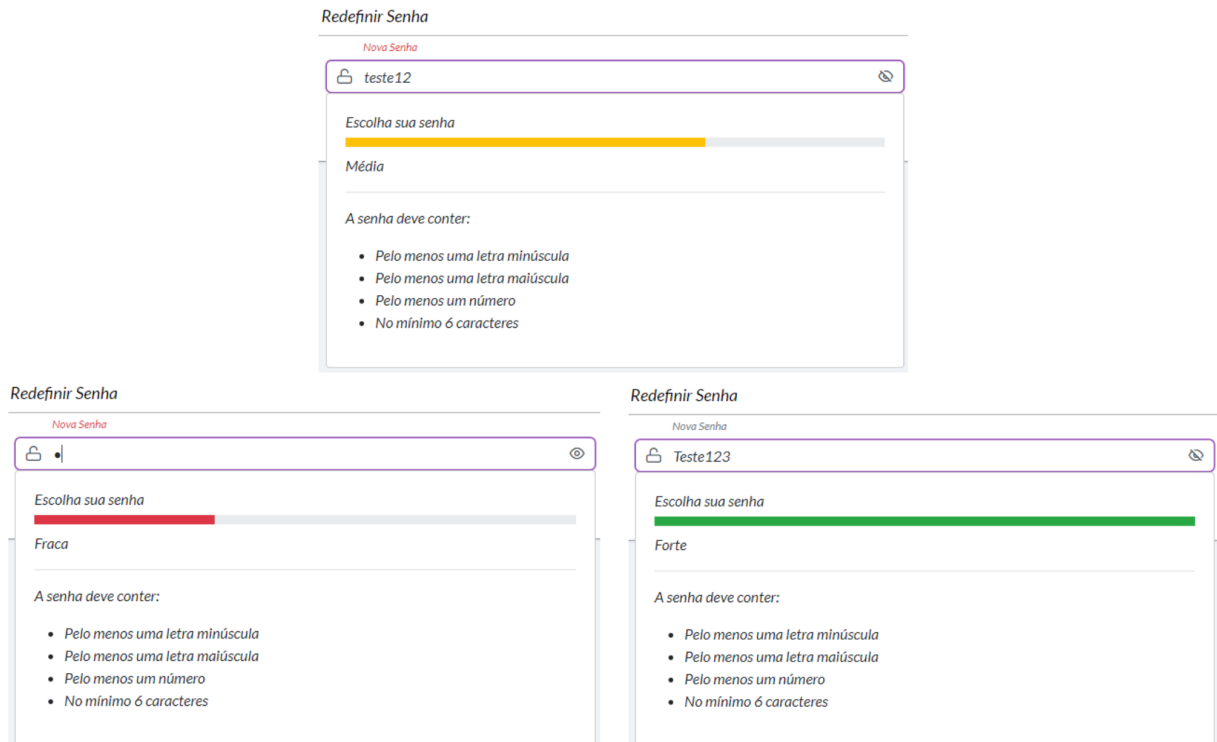 Redefinir Senha
Nova Senha
teste12
Escolha sua senha
Média
A senha deve conter:
Pelo menos uma letra minúscula
Pelo menos uma letra maiúscula
Pelo menos um número
No mínimo 6 caracteres
Redefinir Senha
Nova Senha
Escolha sua senha
Fraca
A senha deve conter:
Pelo menos uma letra minúscula
Pelo menos uma letra maiúscula
Pelo menos um número
No mínimo 6 caracteres
Redefinir Senha
Nova Senha
Teste123
Escolha sua senha
Forte
A senha deve conter:
Pelo menos uma letra minúscula
Pelo menos uma letra maiúscula
Pelo menos um número
No mínimo 6 caracteres